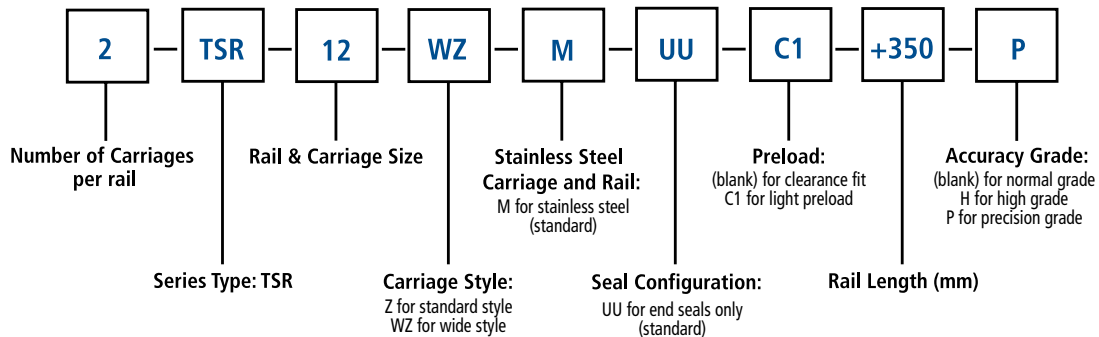 2 – TSR – 12 – WZ – M – UU – C1 – +350 – P
Number of Carriages
per rail
Rail & Carriage Size
Stainless Steel
Carriage and Rail:
M for stainless steel
(standard)
Preload:
(blank) for clearance fit
C1 for light preload
Accuracy Grade:
(blank) for normal grade
H for high grade
P for precision grade
Series Type: TSR
Carriage Style:
Z for standard style
WZ for wide style
Seal Configuration:
UU for end seals only
(standard)
Rail Length (mm)